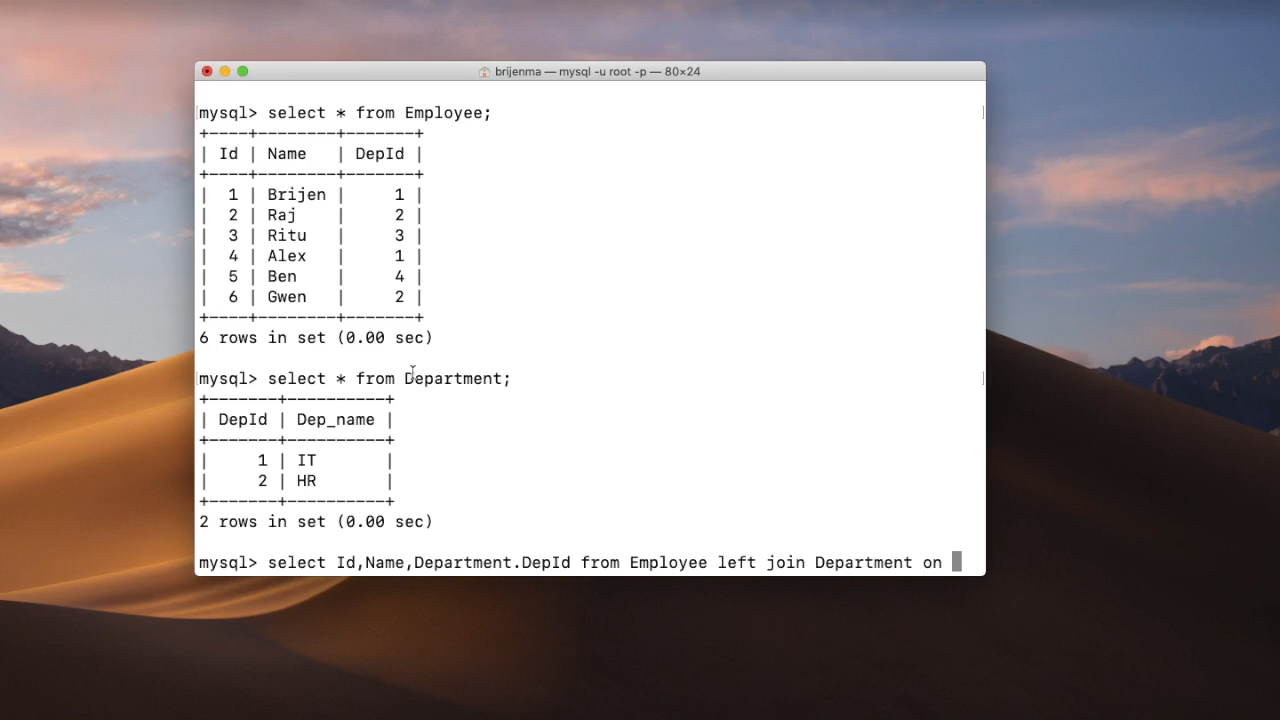 brijenma — mysql -u root -p — 80×24
mysql> select * from Employee;
+----+--------+-------+
| Id | Name   | DepId |
+----+--------+-------+
|  1 | Brijen |     1 |
|  2 | Raj    |     2 |
|  3 | Ritu   |     3 |
|  4 | Alex   |     1 |
|  5 | Ben    |     4 |
|  6 | Gwen   |     2 |
+----+--------+-------+
6 rows in set (0.00 sec)
mysql> select * from Department;
+-------+----------+
| DepId | Dep_name |
+-------+----------+
|     1 | IT       |
|     2 | HR       |
+-------+----------+
2 rows in set (0.00 sec)
mysql> select Id,Name,Department.DepId from Employee left join Department on